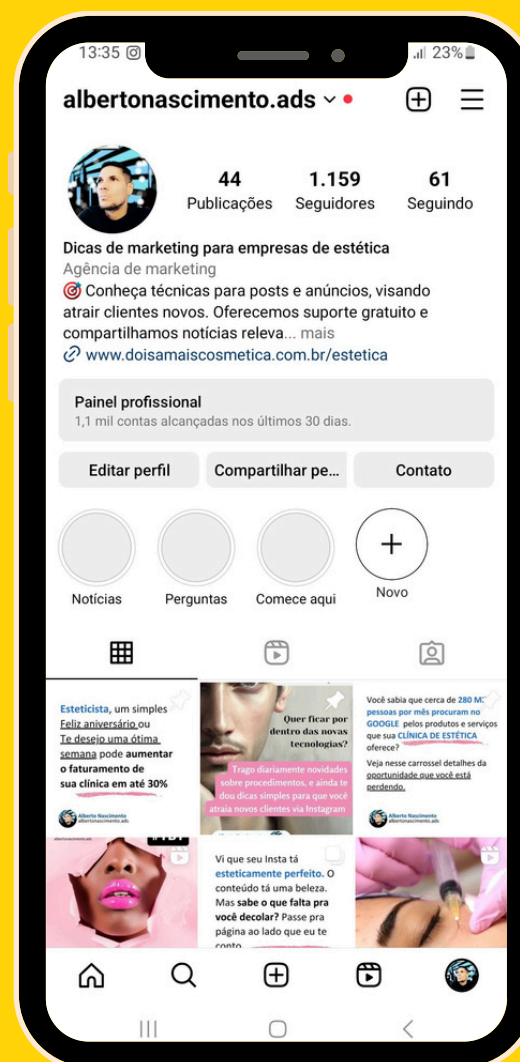 13:35
23%
albertonascimento.ads
44
1.159
61
Publicações
Seguidores
Seguindo
Dicas de marketing para empresas de estética
Agência de marketing
🎯 Conheça técnicas para posts e anúncios, visando
atrair clientes novos. Oferecemos suporte gratuito e
compartilhamos notícias releva... mais
www.doisamaiscosmetica.com.br/estetica
Painel profissional
1,1 mil contas alcançadas nos últimos 30 dias.
Editar perfil
Compartilhar pe...
Contato
Notícias
Perguntas
Comece aqui
Novo
Esteticista, um simples
Feliz aniversário ou
Te desejo uma ótima
semana pode aumentar
o faturamento de
sua clínica em até 30%
Alberto Nascimento
albertonascimento.ads
Quer ficar por
dentro das novas
tecnologias?
Trago diariamente novidades
sobre procedimentos, e ainda te
dou dicas simples para que você
atraia novos clientes via Instagram
Você sabia que cerca de 280 M
pessoas por mês procuram no
GOOGLE pelos produtos e serviços
que sua CLÍNICA DE ESTÉTICA
oferece?
Veja nesse carrossel detalhes da
oportunidade que você está
perdendo.
Alberto Nascimento
albertonascimento.ads
Vi que seu Insta tá
esteticamente perfeito. O
conteúdo tá uma beleza.
Mas sabe o que falta pra
você decolar? Passe pra
página ao lado que eu te
conto